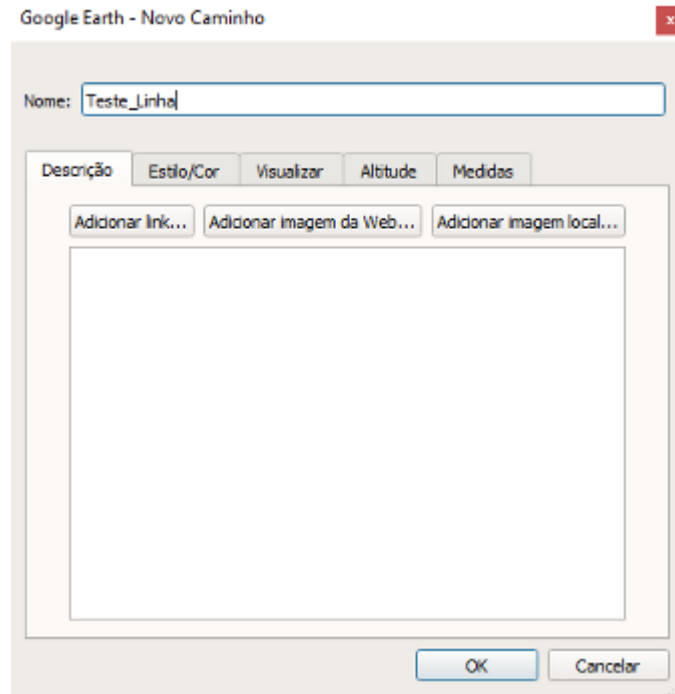 Google Earth - Novo Caminho
x
Nome: Teste_Linha
Descrição Estilo/Cor Visualizar Altitude Medidas
Adicionar link... Adicionar imagem da Web... Adicionar imagem local...
OK Cancelar